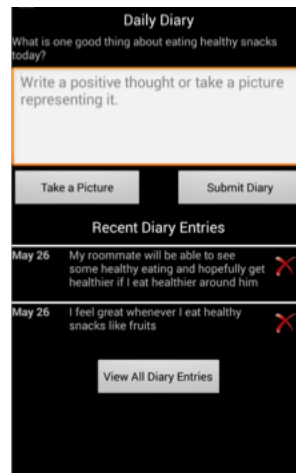 Daily Diary
What is one good thing about eating healthy snacks
today?
Write a positive thought or take a picture
representing it.
Take a Picture
Submit Diary
Recent Diary Entries
May 26
My roommate will be able to see
some healthy eating and hopefully get
healthier if I eat healthier around him
May 26
I feel great whenever I eat healthy
snacks like fruits
View All Diary Entries